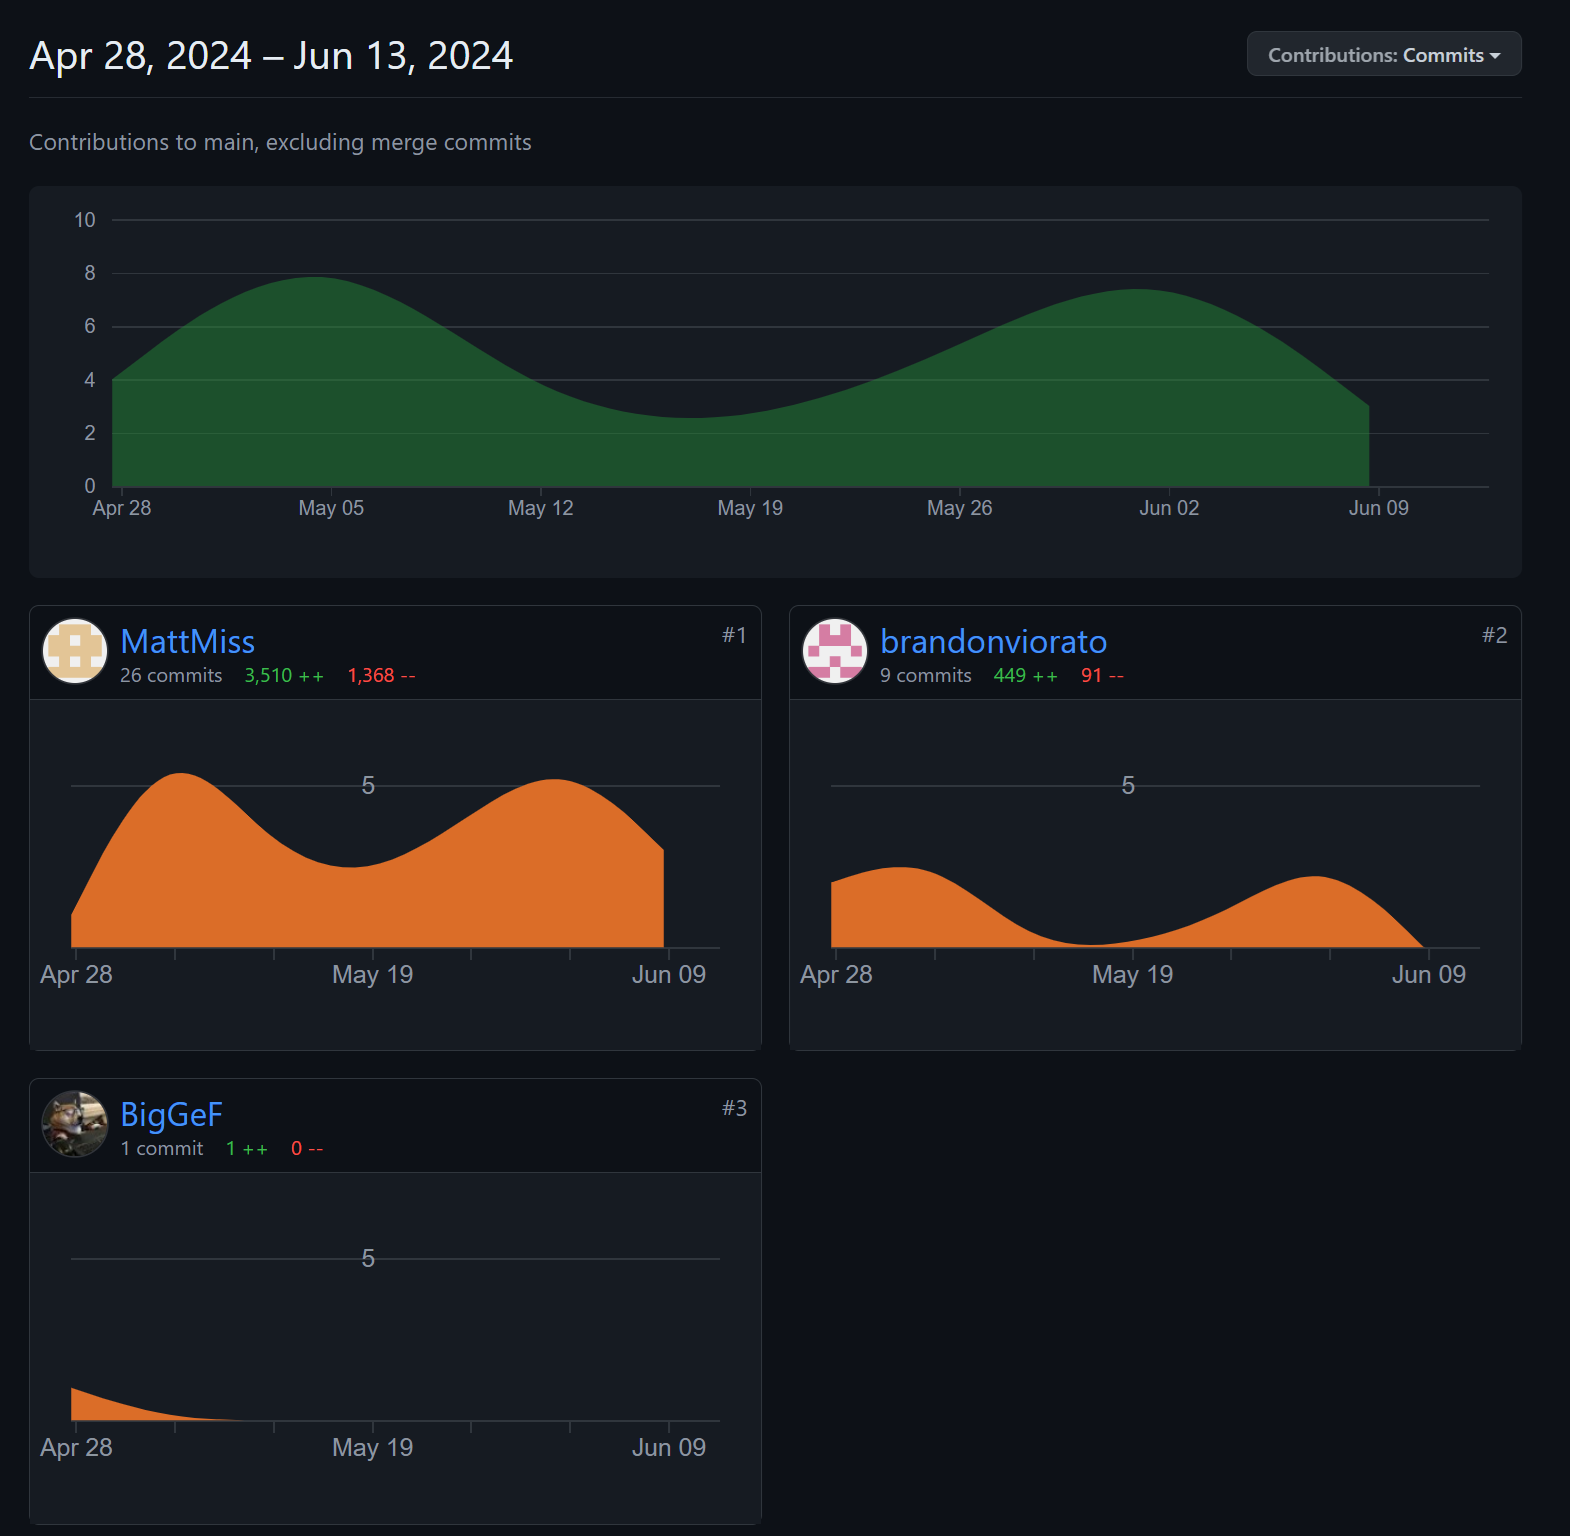 Apr 28, 2024 – Jun 13, 2024
Contributions: Commits
Contributions to main, excluding merge commits
10
8
6
4
2
0
Apr 28 May 05 May 12 May 19 May 26 Jun 02 Jun 09
MattMiss
#1
26 commits 3,510 ++ 1,368 --
5
Apr 28 May 19 Jun 09
brandonviorato
#2
9 commits 449 ++ 91 --
5
Apr 28 May 19 Jun 09
BigGeF
#3
1 commit 1 ++ 0 --
5
Apr 28 May 19 Jun 09